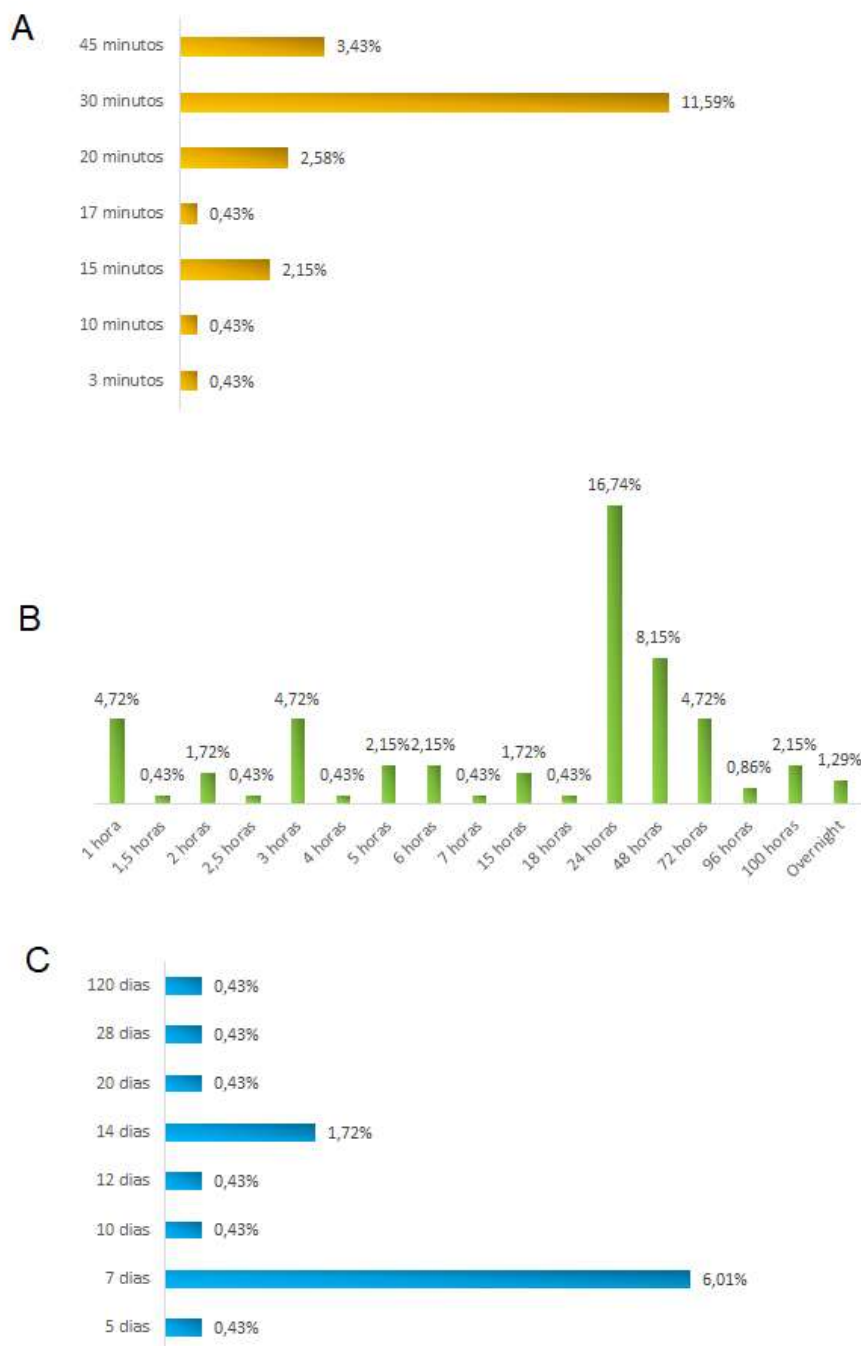 A
45 minutos 3,43%
30 minutos 11,59%
20 minutos 2,58%
17 minutos 0,43%
15 minutos 2,15%
10 minutos 0,43%
3 minutos 0,43%
B
16,74%
8,15%
4,72% 4,72% 4,72%
2,15% 2,15% 2,15%
1,72% 1,72% 1,29%
0,43% 0,43% 0,43% 0,43% 0,43% 0,86%
1 hora 1,5 horas 2 horas 2,5 horas 3 horas 4 horas 5 horas 6 horas 7 horas 15 horas 18 horas 24 horas 48 horas 72 horas 96 horas 100 horas Overnight
C
120 dias 0,43%
28 dias 0,43%
20 dias 0,43%
14 dias 1,72%
12 dias 0,43%
10 dias 0,43%
7 dias 6,01%
5 dias 0,43%